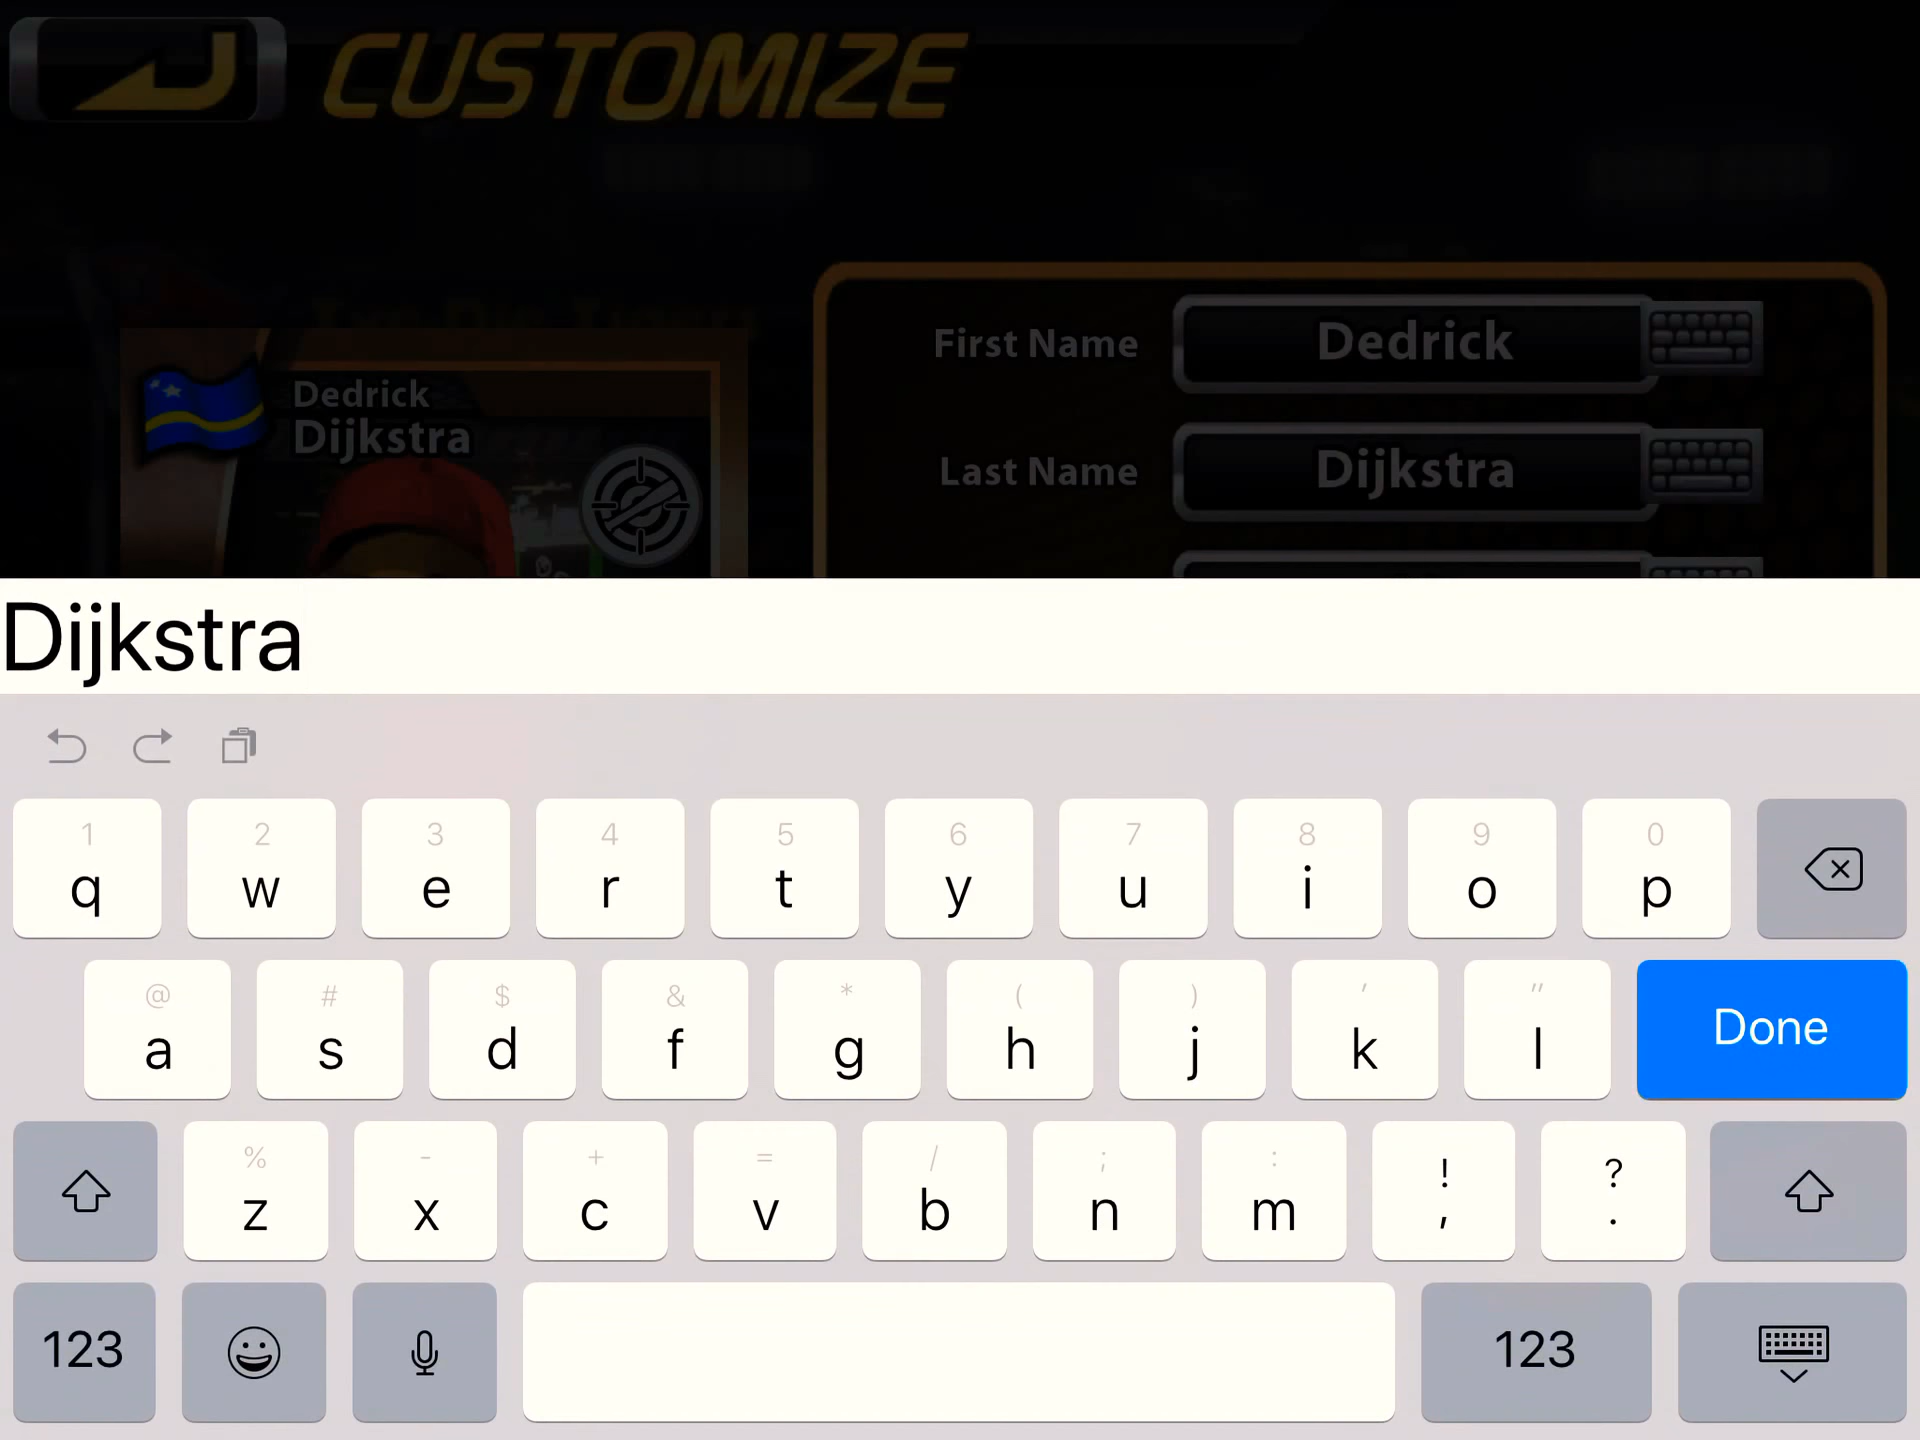 CUSTOMIZE
First Name
Dedrick
Dedrick
Dijkstra
Last Name
Dijkstra
Dijkstra
1 2 3 4 5 6 7 8 9 0
q w e r t y u i o p
@ # $ & * ( ) ' "
a s d f g h j k l Done
% - + = / ; : ! ?
z x c v b n m , .
123 123